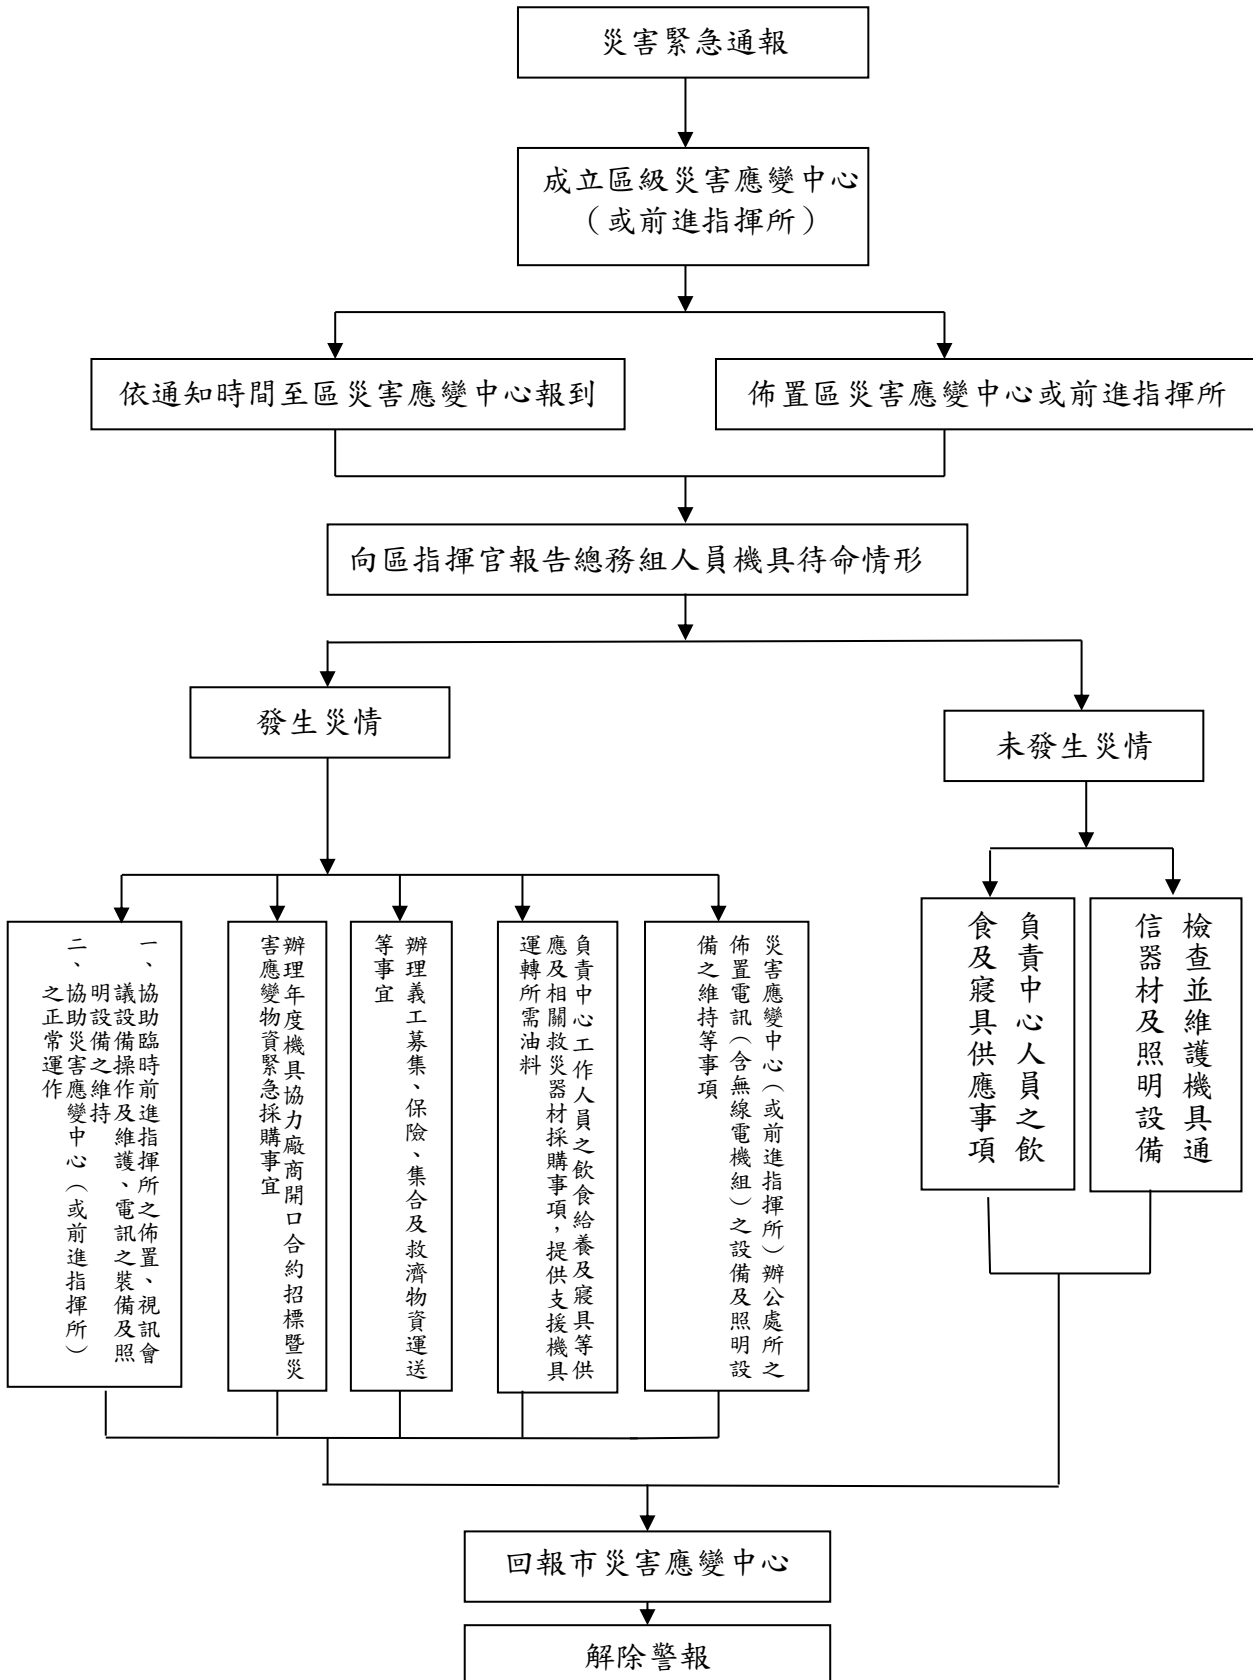 災害緊急通報
成立區級災害應變中心
（或前進指揮所）
依通知時間至區災害應變中心報到
佈置區災害應變中心或前進指揮所
向區指揮官報告總務組人員機具待命情形
發生災情
未發生災情
一、協助臨時前進指揮所之佈置、視訊會
議設備操作及維護、電訊之裝備及照
明設備之維持
二、協助災害應變中心（或前進指揮所）
之正常運作
辦理年度機具協力廠商開口合約招標暨災
害應變物資緊急採購事宜
辦理義工募集、保險、集合及救濟物資運送
等事宜
負責中心工作人員之飲食給養及寢具等供
應及相關救災器材採購事項，提供支援機具
運轉所需油料
災害應變中心（或前進指揮所）辦公處所之
佈置電訊（含無線電機組）之設備及照明設
備之維持等事項
負責中心人員之飲
食及寢具供應事項
檢查並維護機具通
信器材及照明設備
回報市災害應變中心
解除警報